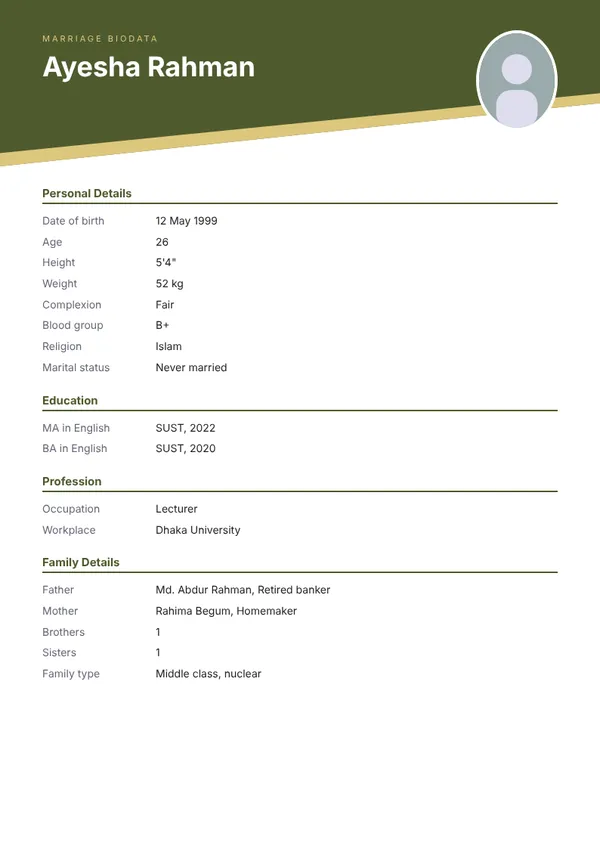 MARRIAGE BIODATA
Ayesha Rahman
Personal Details
Date of birth 12 May 1999
Age 26
Height 5'4"
Weight 52 kg
Complexion Fair
Blood group B+
Religion Islam
Marital status Never married
Education
MA in English SUST, 2022
BA in English SUST, 2020
Profession
Occupation Lecturer
Workplace Dhaka University
Family Details
Father Md. Abdur Rahman, Retired banker
Mother Rahima Begum, Homemaker
Brothers 1
Sisters 1
Family type Middle class, nuclear